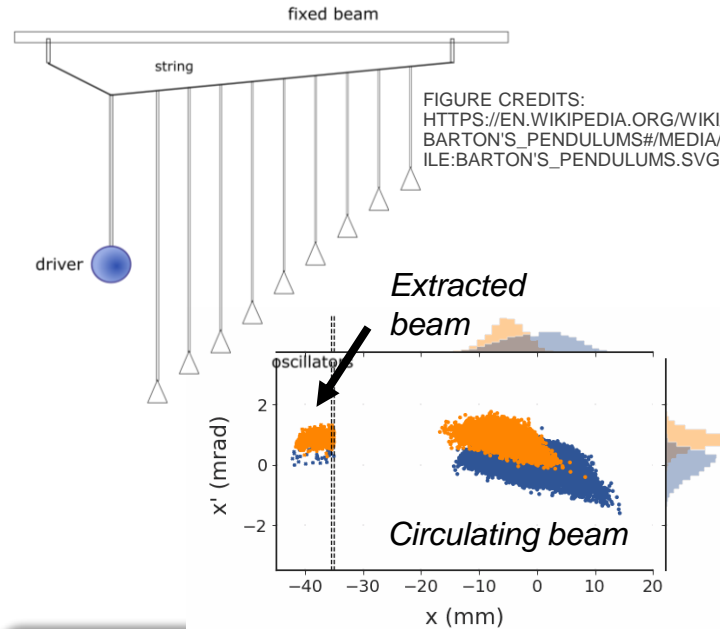 fixed beam
string
FIGURE CREDITS:
HTTPS://EN.WIKIPEDIA.ORG/WIKI
BARTON'S_PENDULUMS#/MEDIA/
ILE:BARTON'S_PENDULUMS.SVG
driver
Extracted
beam
oscillators
2
0
−2
x' (mrad)
Circulating beam
−40 −30 −20 −10 0 10 20
x (mm)